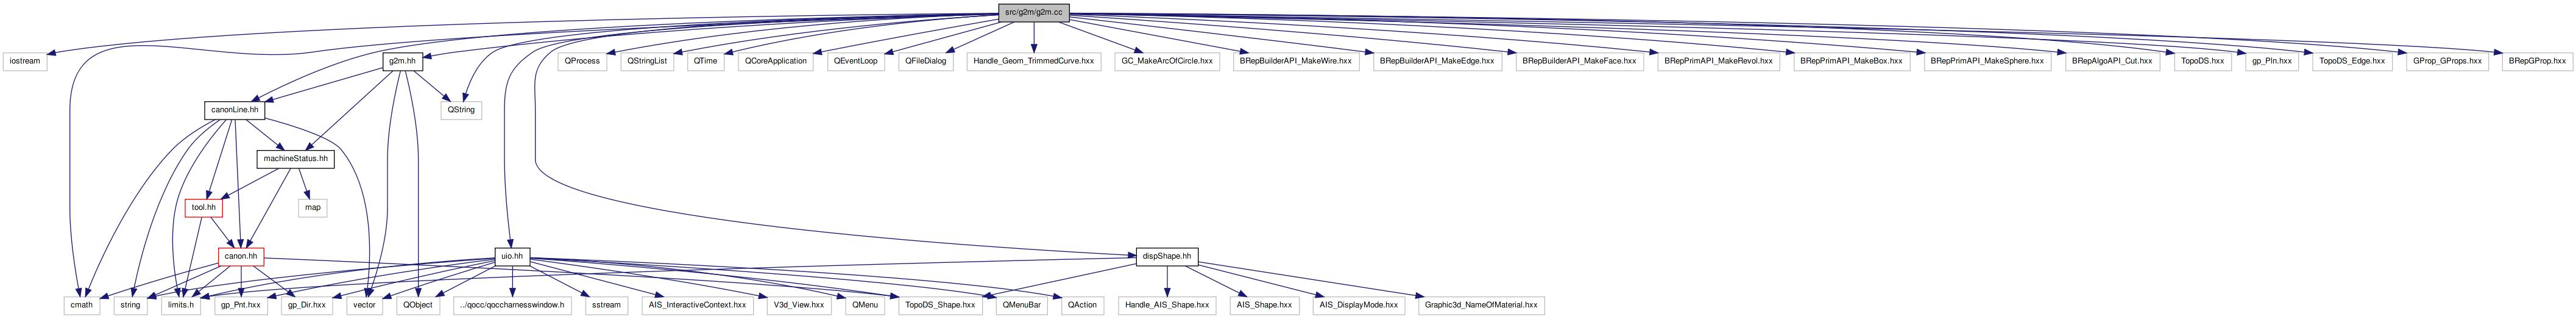 src/g2m/g2m.cc
iostream
g2m.hh
QProcess
QStringList
QTime
QCoreApplication
QEventLoop
QFileDialog
Handle_Geom_TrimmedCurve.hxx
GC_MakeArcOfCircle.hxx
BRepBuilderAPI_MakeWire.hxx
BRepBuilderAPI_MakeEdge.hxx
BRepBuilderAPI_MakeFace.hxx
BRepPrimAPI_MakeRevol.hxx
BRepPrimAPI_MakeBox.hxx
BRepPrimAPI_MakeSphere.hxx
BRepAlgoAPI_Cut.hxx
TopoDS.hxx
gp_Pln.hxx
TopoDS_Edge.hxx
GProp_GProps.hxx
BRepGProp.hxx
canonLine.hh
QString
machineStatus.hh
tool.hh
map
canon.hh
uio.hh
dispShape.hh
cmath
string
limits.h
gp_Pnt.hxx
gp_Dir.hxx
vector
QObject
../qocc/qoccharnesswindow.h
sstream
AIS_InteractiveContext.hxx
V3d_View.hxx
QMenu
TopoDS_Shape.hxx
QMenuBar
QAction
Handle_AIS_Shape.hxx
AIS_Shape.hxx
AIS_DisplayMode.hxx
Graphic3d_NameOfMaterial.hxx